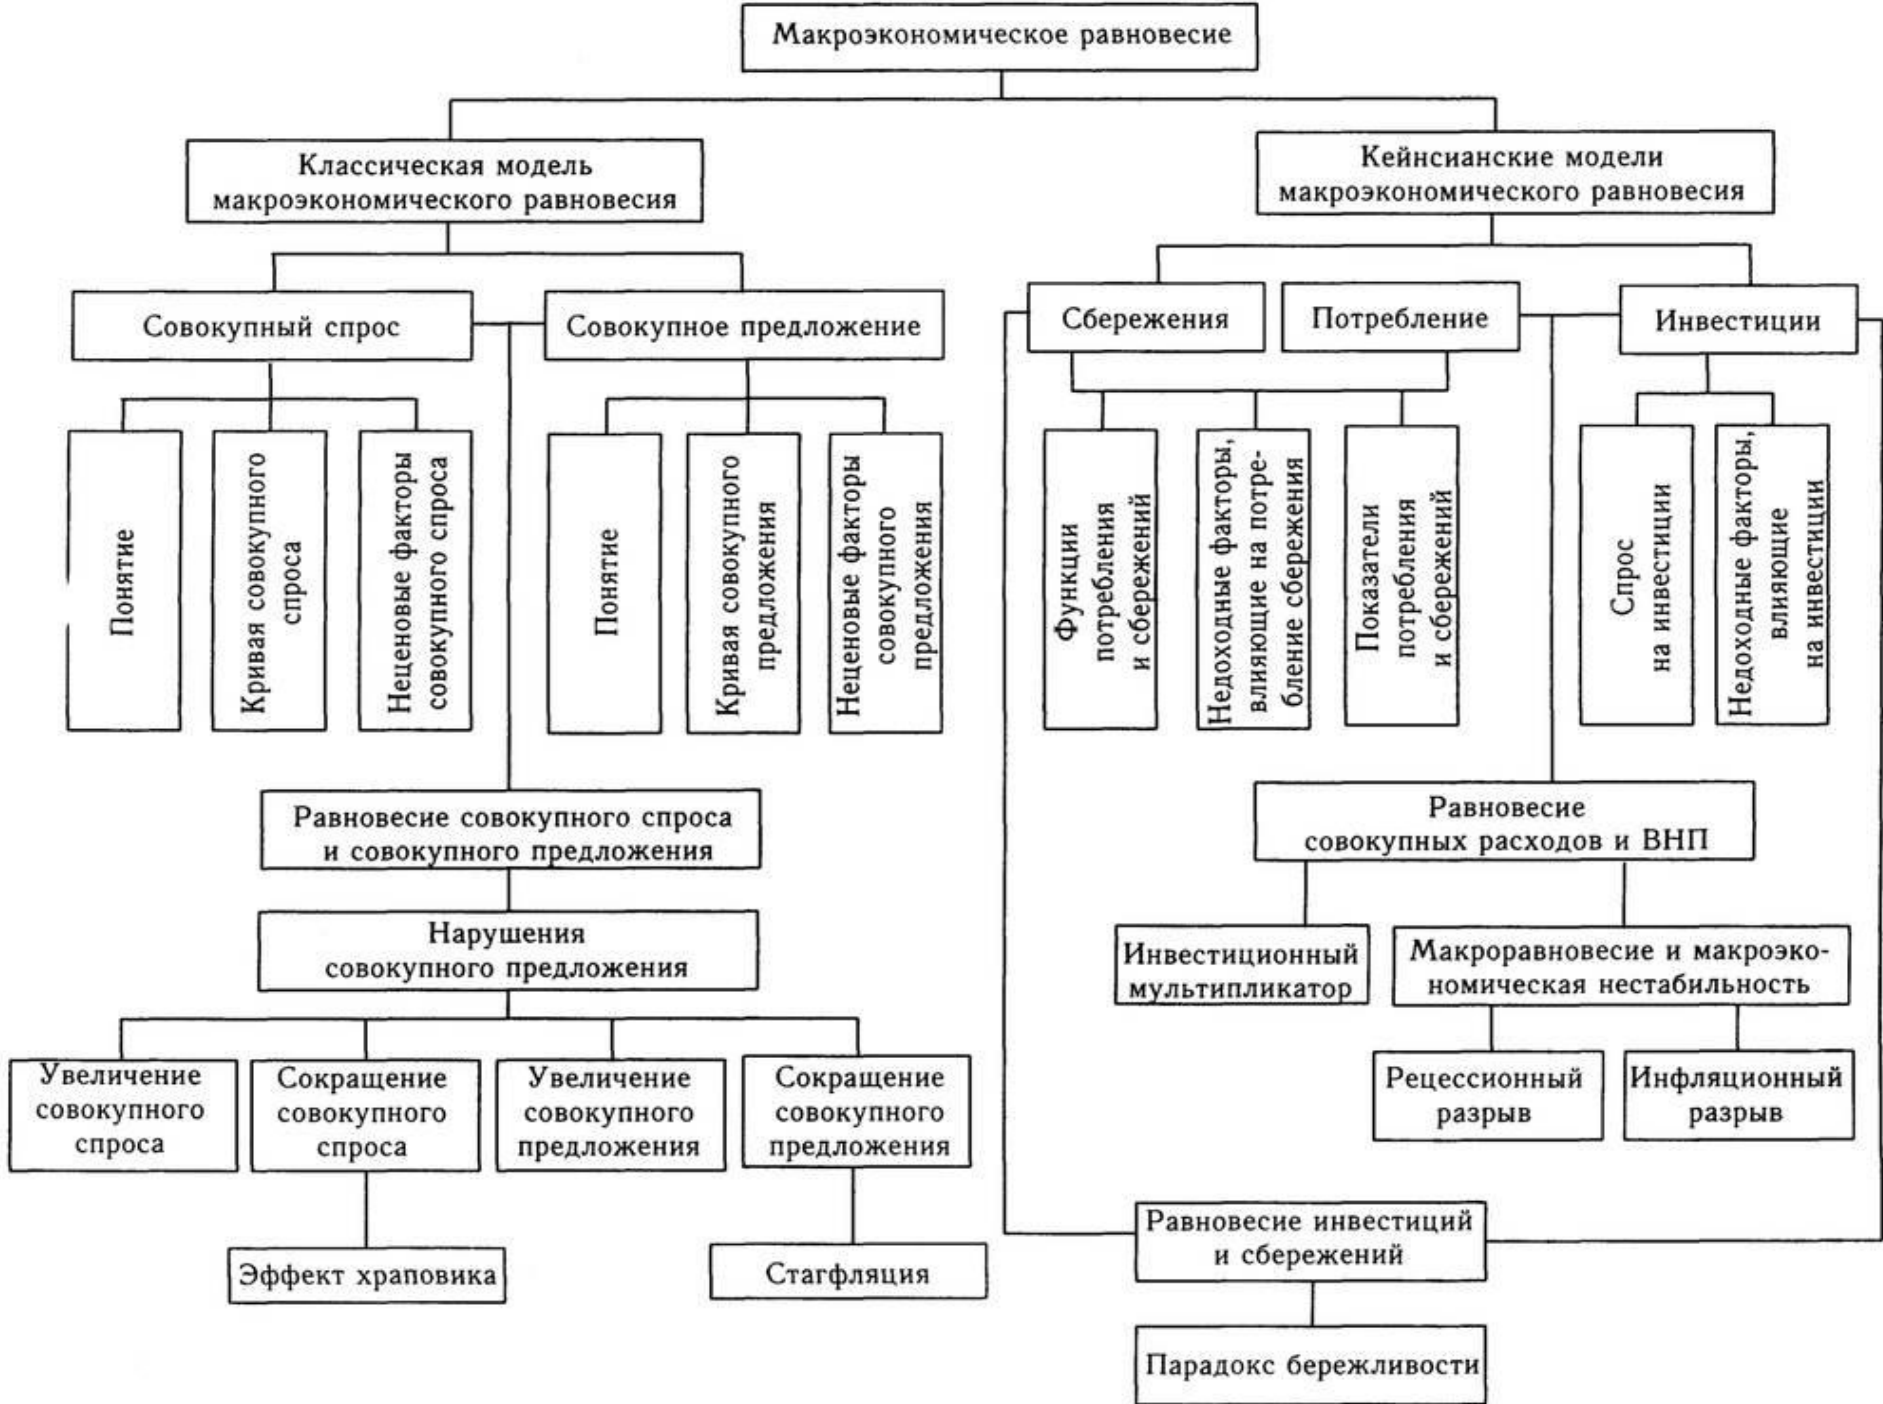 Макроэкономическое равновесие
Классическая модель
макроэкономического равновесия
Кейнсианские модели
макроэкономического равновесия
Совокупный спрос
Совокупное предложение
Сбережения
Потребление
Инвестиции
Понятие
Кривая совокупного
спроса
Неценовые факторы
совокупного спроса
Понятие
Кривая совокупного
предложения
Неценовые факторы
совокупного
предложения
Функции
потребления
и сбережений
Недоходные факторы,
влияющие на потре-
бление сбережения
Показатели
потребления
и сбережений
Спрос
на инвестиции
Недоходные факторы,
влияющие
на инвестиции
Равновесие совокупного спроса
и совокупного предложения
Равновесие
совокупных расходов и ВНП
Нарушения
совокупного предложения
Инвестиционный
мультипликатор
Макроравновесие и макроэко-
номическая нестабильность
Увеличение
совокупного
спроса
Сокращение
совокупного
спроса
Увеличение
совокупного
предложения
Сокращение
совокупного
предложения
Рецессионный
разрыв
Инфляционный
разрыв
Эффект храповика
Стагфляция
Равновесие инвестиций
и сбережений
Парадокс бережливости